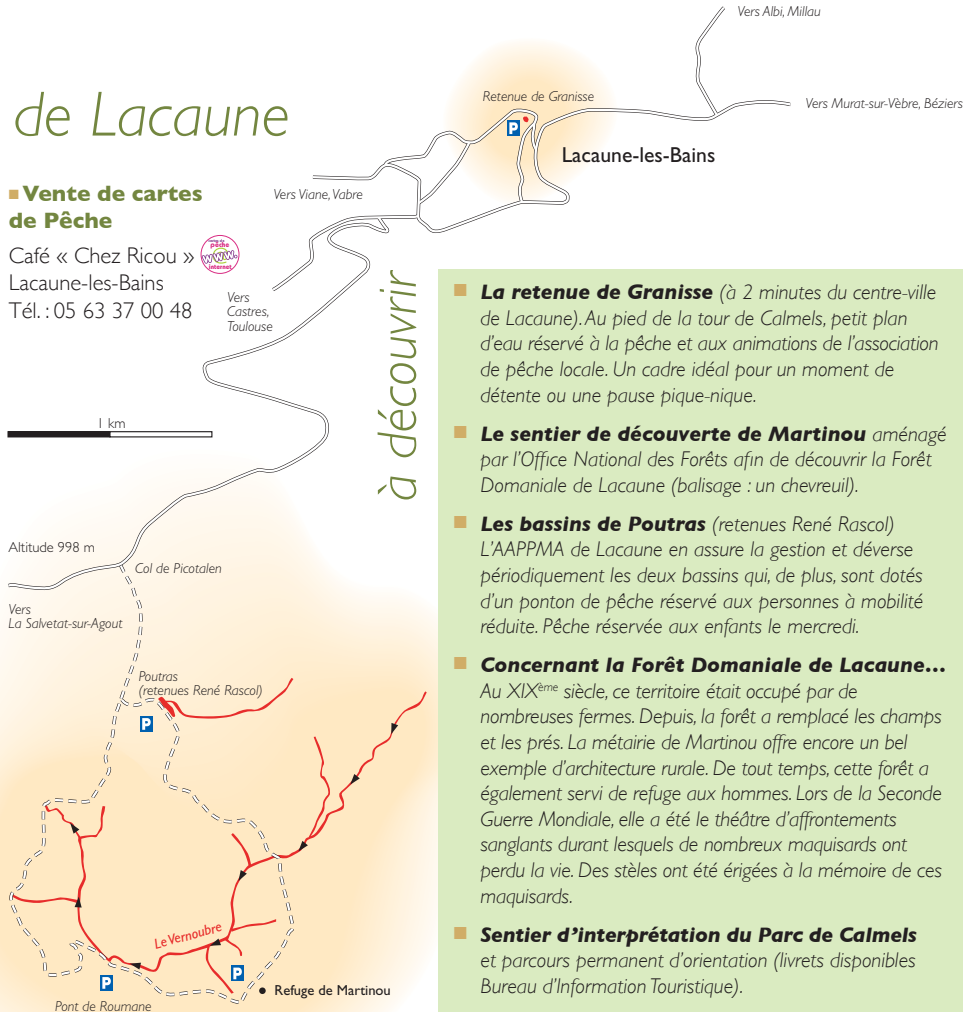 de Lacaune
■ Vente de cartes
de Pêche
Café « Chez Ricou »
pêche
www.
internet
Lacaune-les-Bains
Tél. : 05 63 37 00 48
Vers Albi, Millau
Retenue de Granisse
P
Vers Murat-sur-Vèbre, Béziers
Lacaune-les-Bains
Vers Viane, Vabre
Vers
Castres,
Toulouse
1 km
Altitude 998 m
Col de Picotalen
Vers
La Salvetat-sur-Agout
Poutras
(retenues René Rascol)
P
Le Vernoubre
P
P
Refuge de Martinou
Pont de Roumane
à découvrir
■ La retenue de Granisse (à 2 minutes du centre-ville
de Lacaune). Au pied de la tour de Calmels, petit plan
d'eau réservé à la pêche et aux animations de l'association
de pêche locale. Un cadre idéal pour un moment de
détente ou une pause pique-nique.
■ Le sentier de découverte de Martinou aménagé
par l'Office National des Forêts afin de découvrir la Forêt
Domaniale de Lacaune (balisage : un chevreuil).
■ Les bassins de Poutras (retenues René Rascol)
L'AAPPMA de Lacaune en assure la gestion et déverse
périodiquement les deux bassins qui, de plus, sont dotés
d'un ponton de pêche réservé aux personnes à mobilité
réduite. Pêche réservée aux enfants le mercredi.
■ Concernant la Forêt Domaniale de Lacaune...
Au XIXème siècle, ce territoire était occupé par de
nombreuses fermes. Depuis, la forêt a remplacé les champs
et les prés. La métairie de Martinou offre encore un bel
exemple d'architecture rurale. De tout temps, cette forêt a
également servi de refuge aux hommes. Lors de la Seconde
Guerre Mondiale, elle a été le théâtre d'affrontements
sanglants durant lesquels de nombreux maquisards ont
perdu la vie. Des stèles ont été érigées à la mémoire de ces
maquisards.
■ Sentier d'interprétation du Parc de Calmels
et parcours permanent d'orientation (livrets disponibles
Bureau d'Information Touristique).